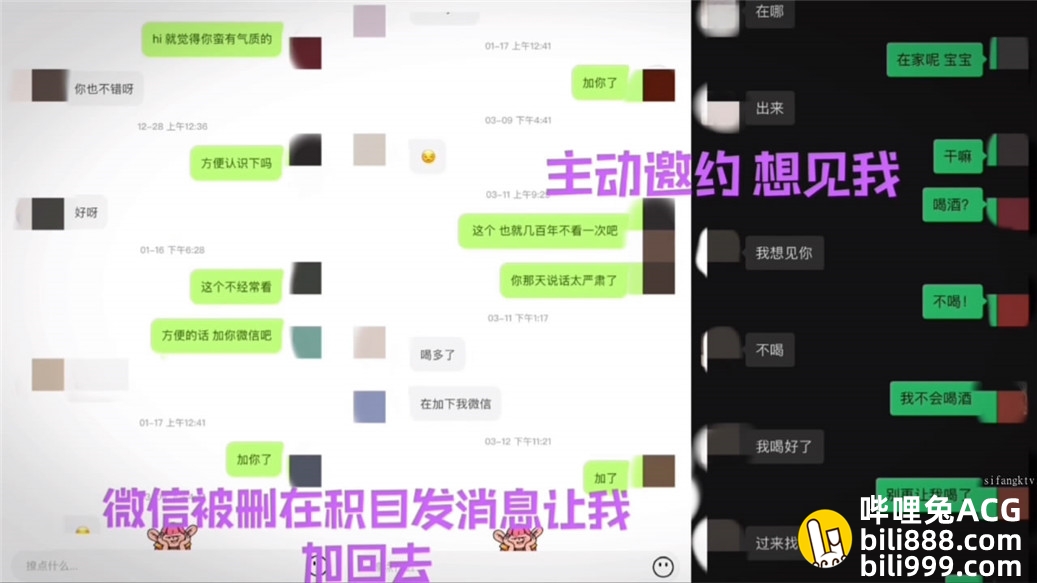 hi 就觉得你蛮有气质的
你也不错呀
12-28 上午12:36
方便认识下吗
好呀
01-16 下午6:28
这个不经常看
方便的话 加你微信吧
01-17 上午12:41
加你了
撩点什么...
01-17 上午12:41
加你了
03-09 下午4:41
03-11 上午9:2
这个 也就几百年不看一次吧
你那天说话太严肃了
03-11 下午1:17
喝多了
在加下我微信
03-12 下午11:21
加了
微信被删在积目发消息让我
加回去
主动邀约 想见我
在哪
在家呢 宝宝
出来
干嘛
喝酒?
我想见你
不喝!
不喝
我不会喝酒
我喝好了
别再让我喝了
过来找
sifangktv
哔哩兔ACG
bili888.com
bili999.com